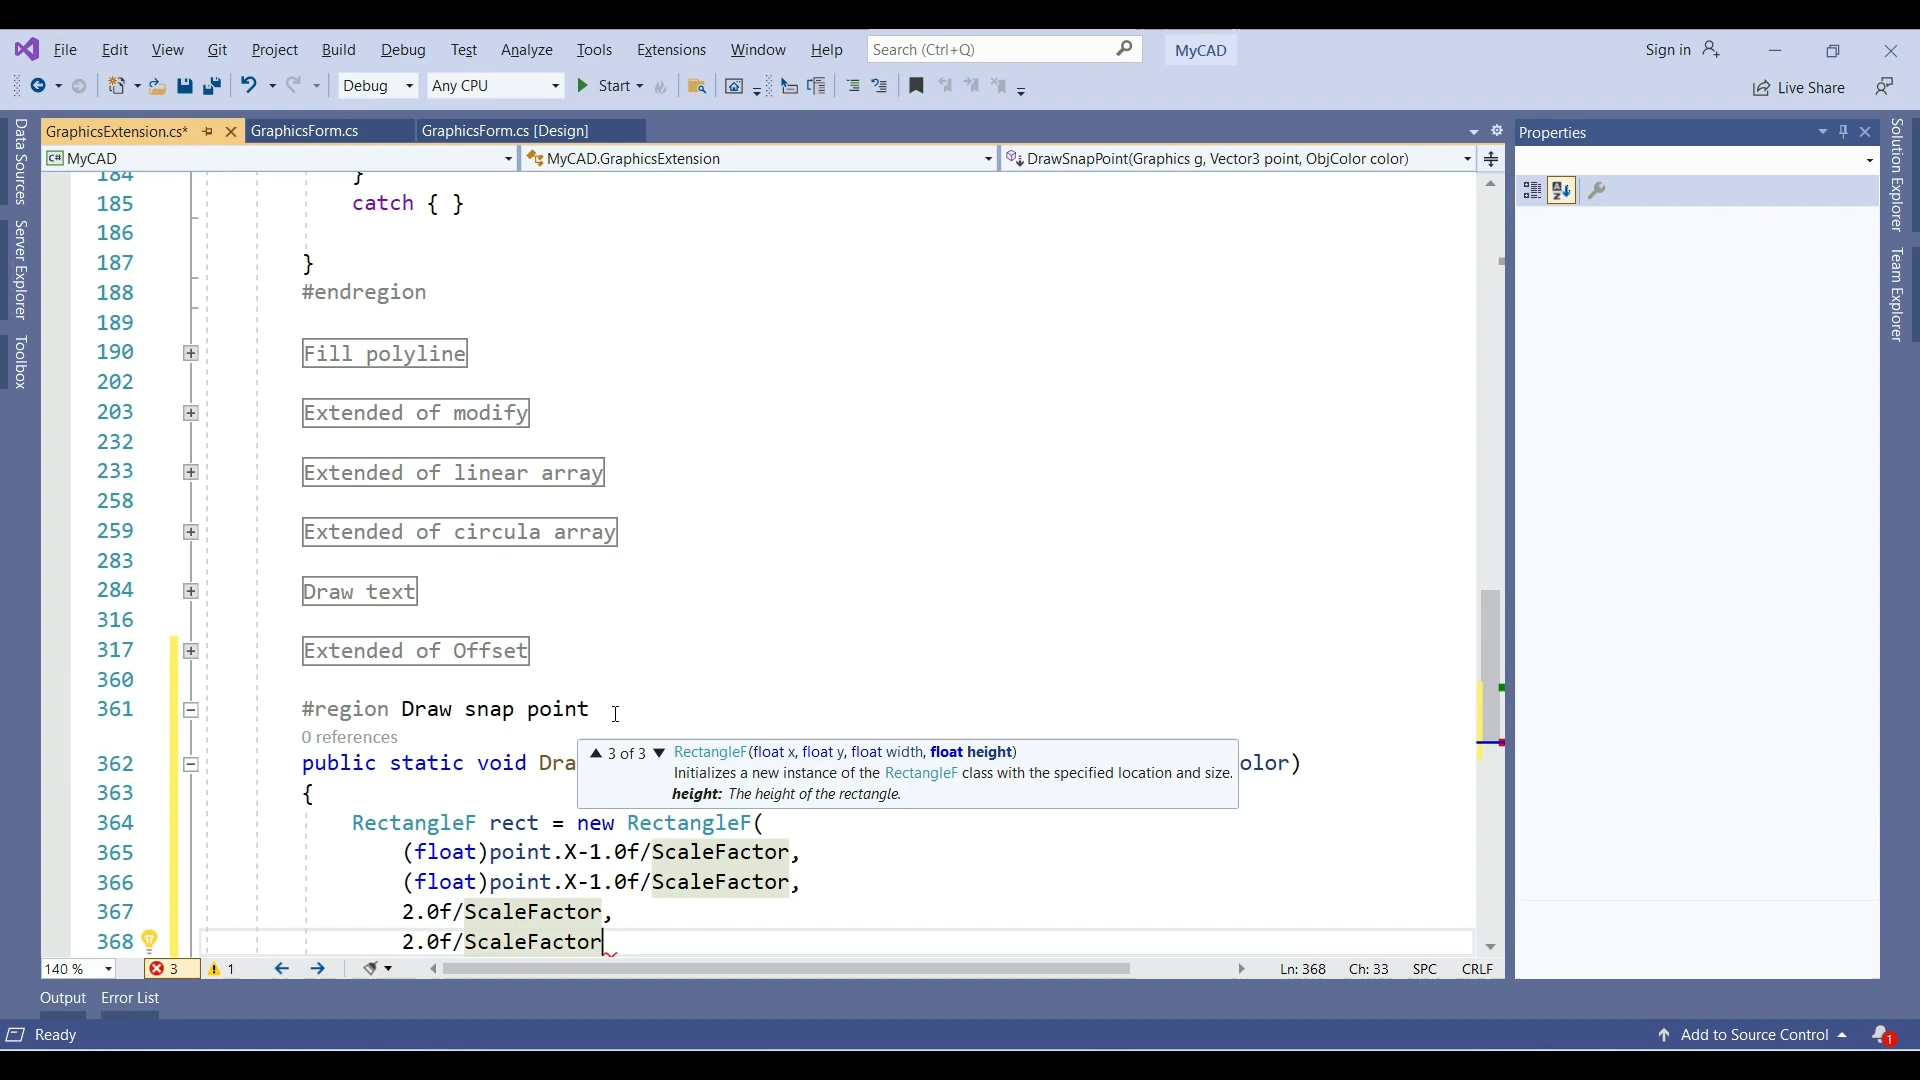 File Edit View Git Project Build Debug Test Analyze Tools Extensions Window Help Search (Ctrl+Q) MyCAD Sign in
Debug Any CPU Start Live Share
GraphicsExtension.cs* GraphicsForm.cs GraphicsForm.cs [Design] Properties
C# MyCAD MyCAD.GraphicsExtension DrawSnapPoint(Graphics g, Vector3 point, ObjColor color)
Data Sources
Server Explorer
Toolbox
Solution Explorer
Team Explorer
184 }
185 catch { }
186
187 }
188 #endregion
189
190 Fill polyline
202
203 Extended of modify
232
233 Extended of linear array
258
259 Extended of circula array
283
284 Draw text
316
317 Extended of Offset
360
361 #region Draw snap point
0 references
362 public static void Dra olor)
3 of 3 RectangleF(float x, float y, float width, float height)
Initializes a new instance of the RectangleF class with the specified location and size.
height: The height of the rectangle.
363 {
364 RectangleF rect = new RectangleF(
365 (float)point.X-1.0f/ScaleFactor,
366 (float)point.X-1.0f/ScaleFactor,
367 2.0f/ScaleFactor,
368 2.0f/ScaleFactor
140 % 3 1 Ln: 368 Ch: 33 SPC CRLF
Output Error List
Ready Add to Source Control 1